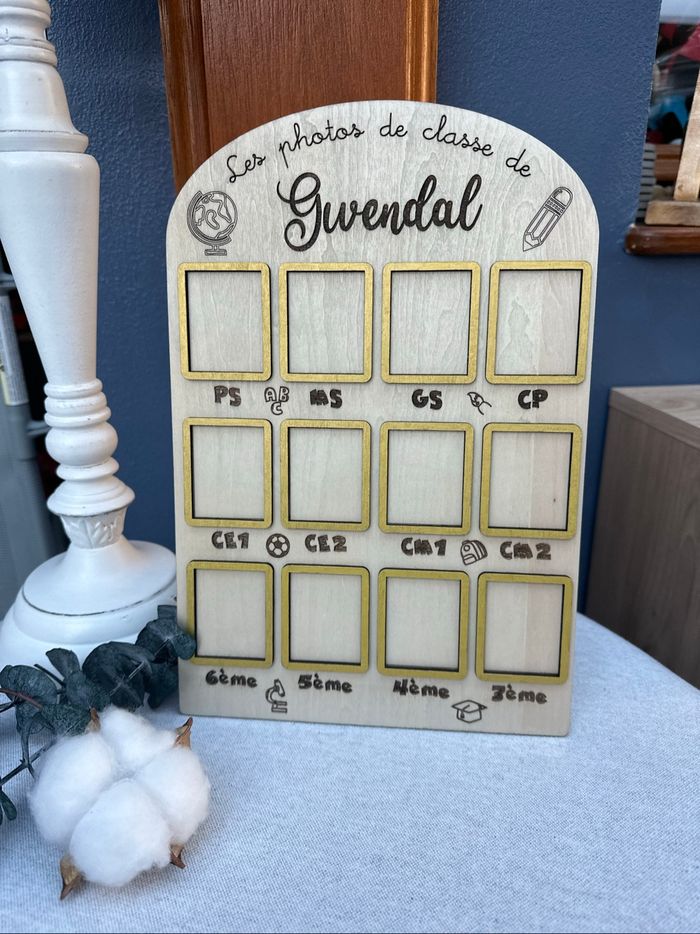 Les photos de classe de
Gwendal
PS ABC MS GS CP
CE1 CE2 CM1 CM2
6ème 5ème 4ème 3ème